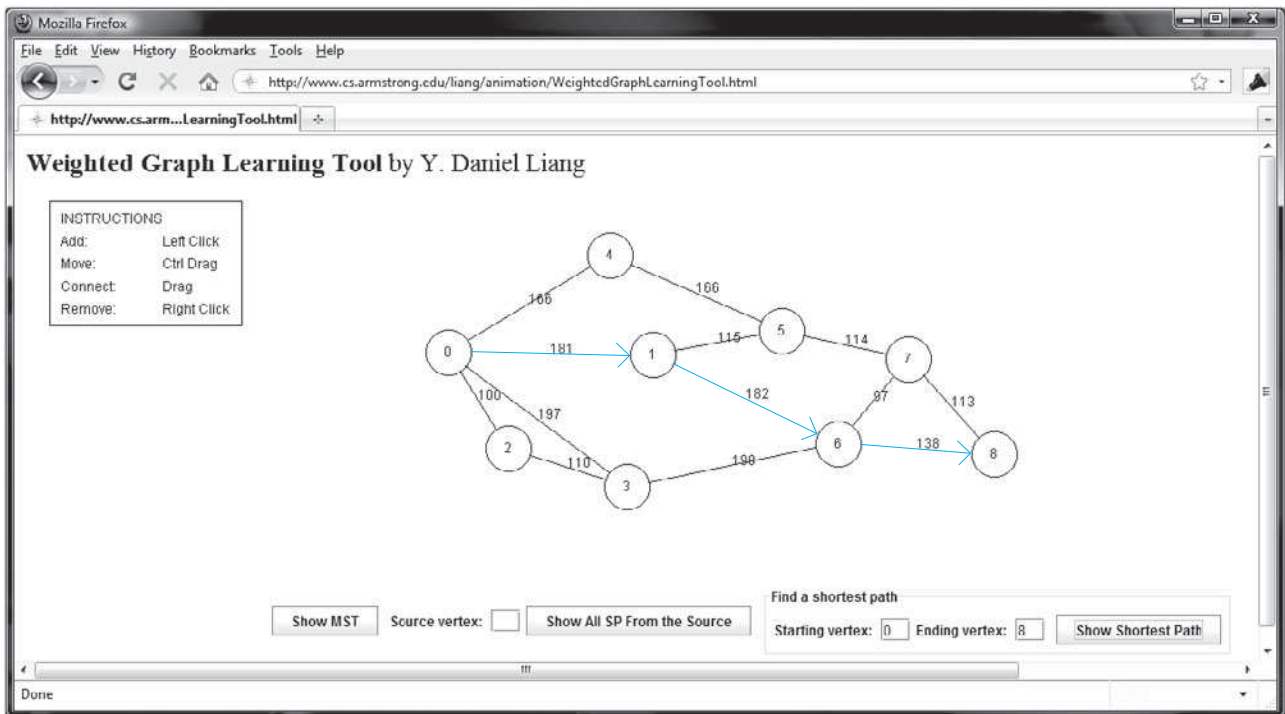 Mozilla Firefox
File Edit View History Bookmarks Tools Help
http://www.cs.armstrong.edu/liang/animation/WeightedGraphLearningTool.html
http://www.cs.arm...LearningTool.html
Weighted Graph Learning Tool by Y. Daniel Liang
INSTRUCTIONS
Add: Left Click
Move: Ctrl Drag
Connect: Drag
Remove: Right Click
4
166
166
5
115
114
0
181
1
7
100
197
182
97
113
2
110
6
138
8
3
198
Find a shortest path
Show MST Source vertex: Show All SP From the Source
Starting vertex: 0 Ending vertex: 8 Show Shortest Path
Done